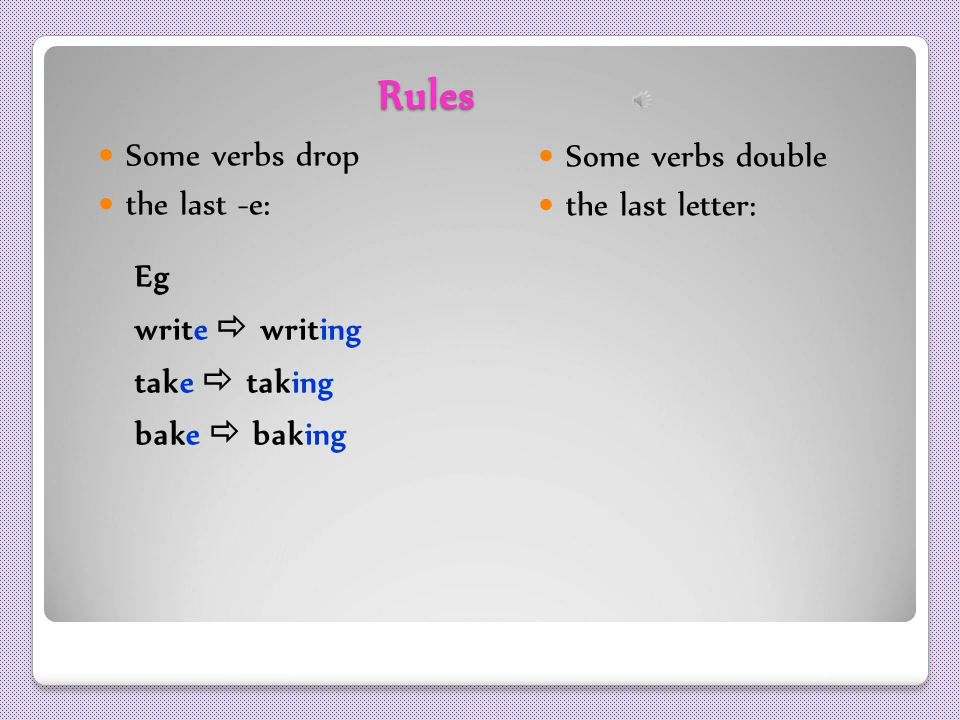 Rules
Some verbs drop
the last -e:
Eg
write ⇨ writing
take ⇨ taking
bake ⇨ baking
Some verbs double
the last letter: